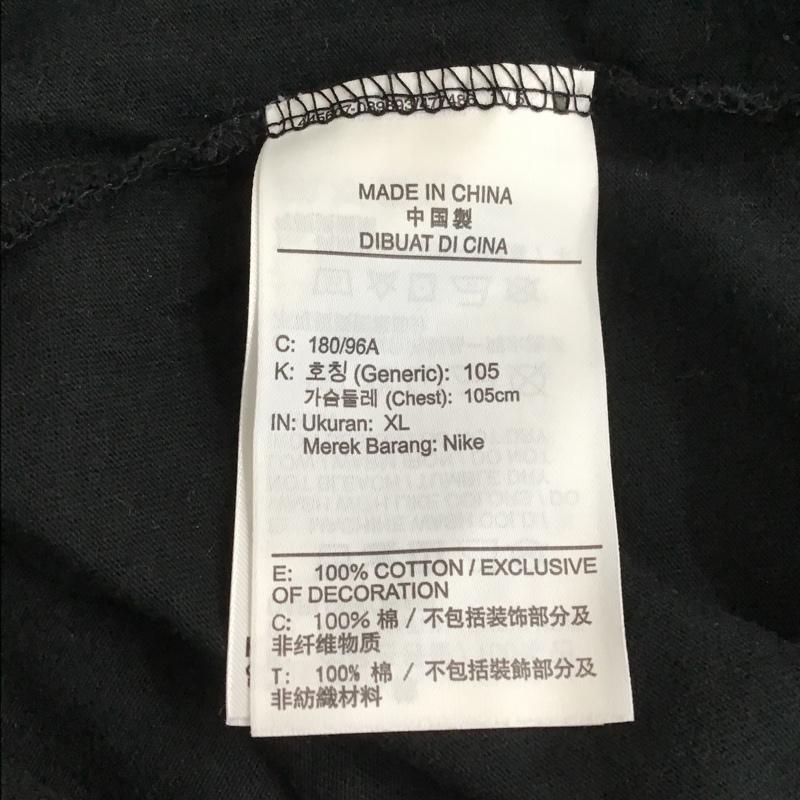 MADE IN CHINA
中国製
DIBUAT DI CINA
C: 180/96A
K: 호칭 (Generic): 105
가슴둘레 (Chest): 105cm
IN: Ukuran: XL
Merek Barang: Nike
E: 100% COTTON / EXCLUSIVE
OF DECORATION
C: 100% 棉 / 不包括装饰部分及
非纤维物质
T: 100% 棉 / 不包括裝飾部分及
非紡織材料